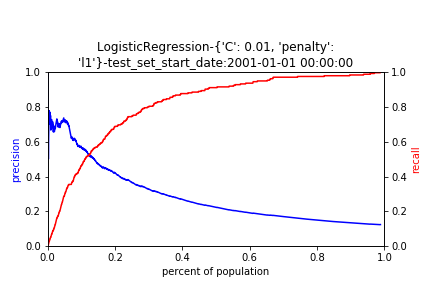 LogisticRegression-{'C': 0.01, 'penalty':
'l1'}-test_set_start_date:2001-01-01 00:00:00
1.0 1.0
0.8 0.8
0.6 0.6
precision recall
0.4 0.4
0.2 0.2
0.0 0.0
0.0 0.2 0.4 0.6 0.8 1.0
percent of population